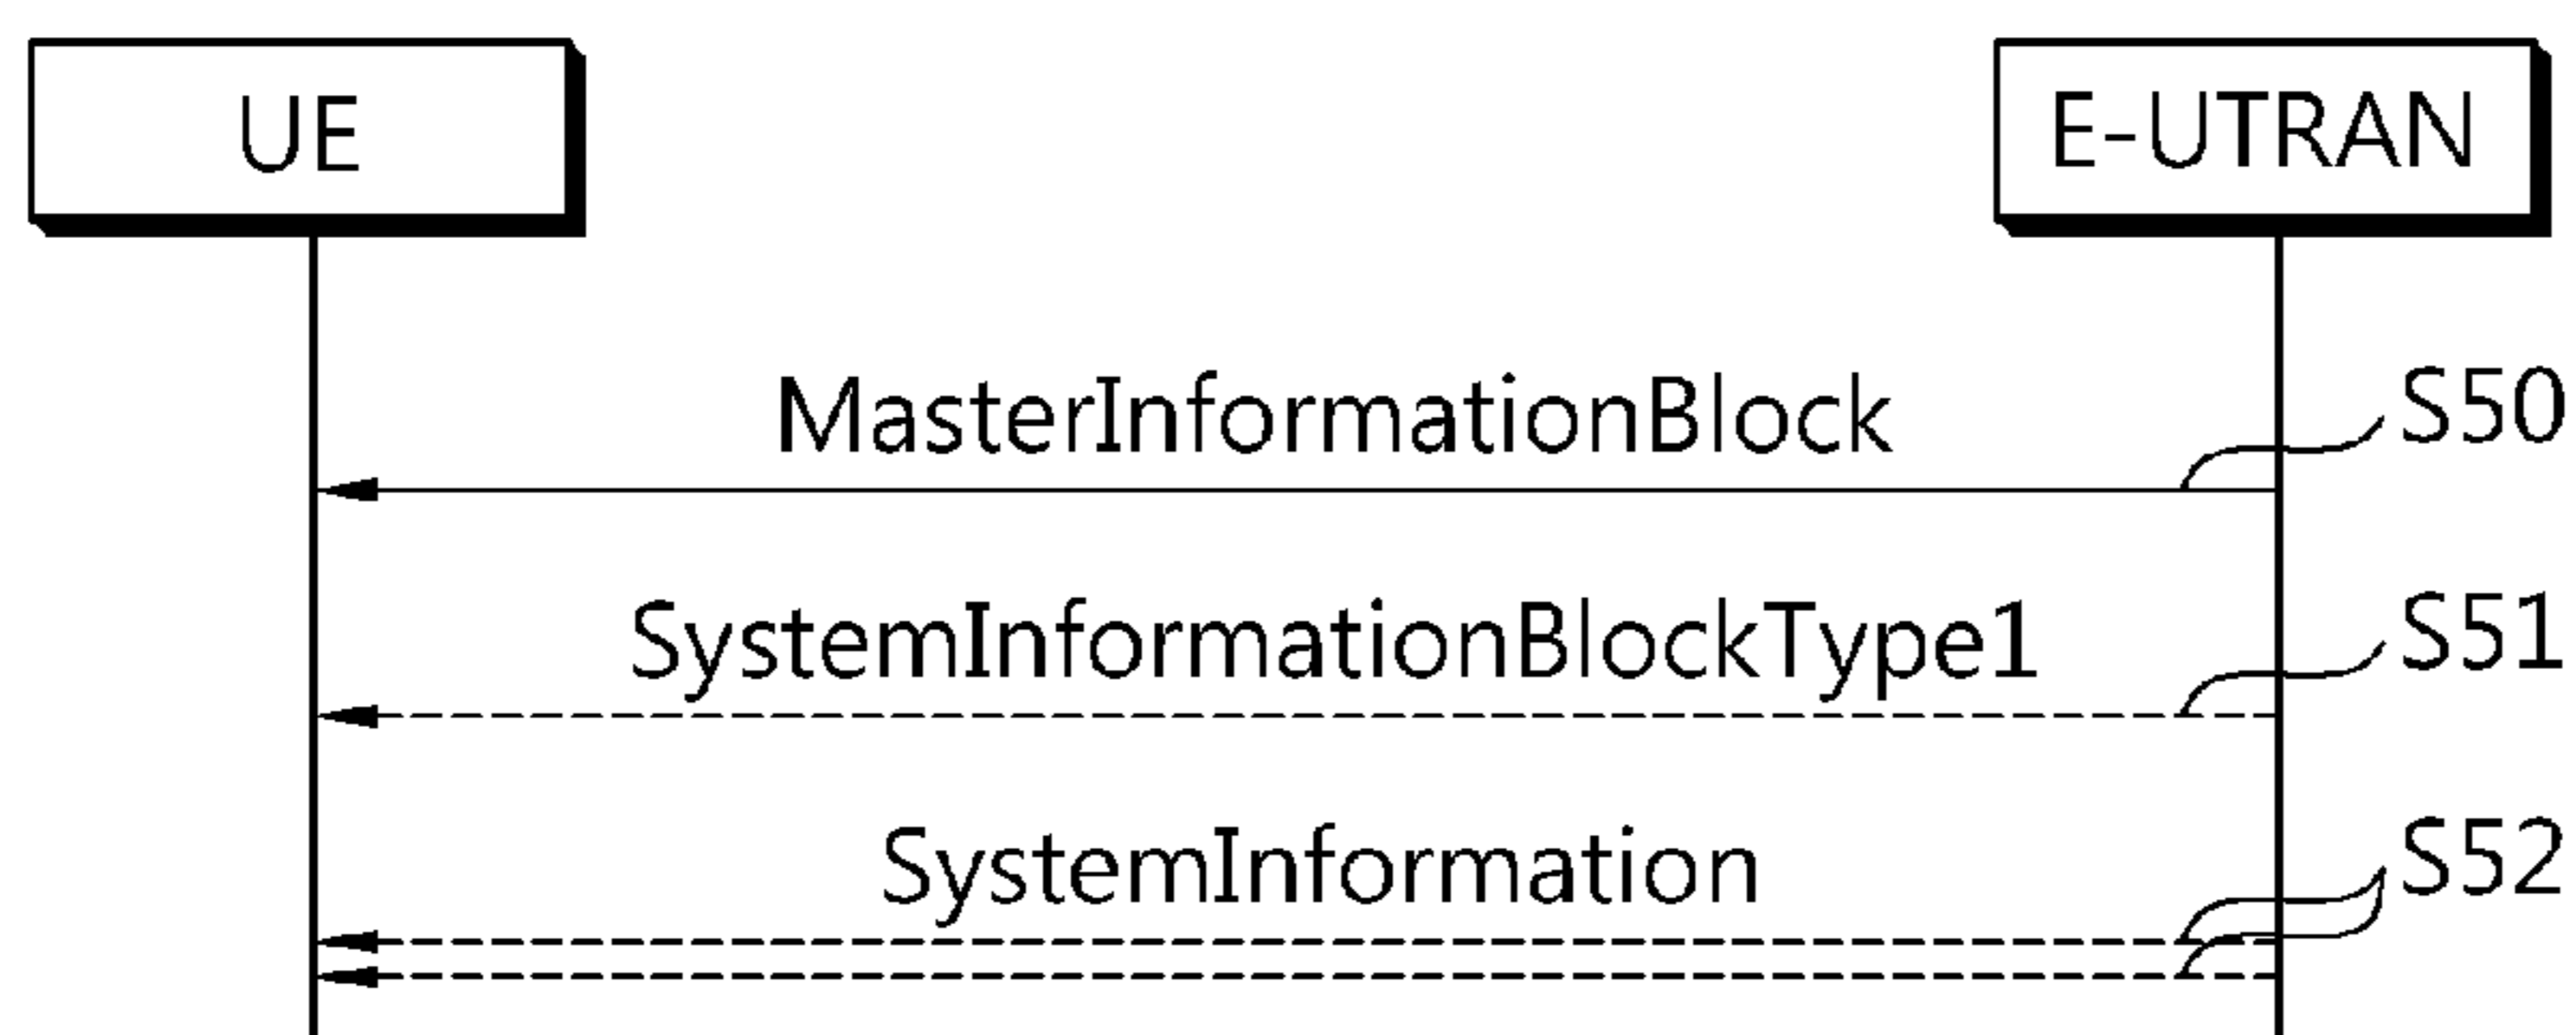 UE
E-UTRAN
MasterInformationBlock
S50
SystemInformationBlockType1
S51
SystemInformation
S52